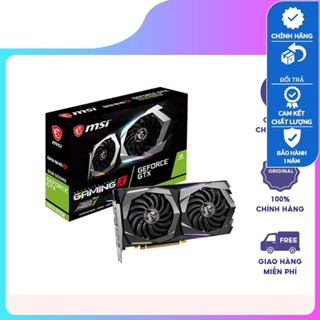 CHÍNH HÃNG
ĐỔI TRẢ
CAM KẾT
CHẤT LƯỢNG
BẢO HÀNH
1 NĂM
msi
GEFORCE
GTX
GAMING X
ORIGINAL
100%
CHÍNH HÃNG
FREE
GIAO HÀNG
MIỄN PHÍ